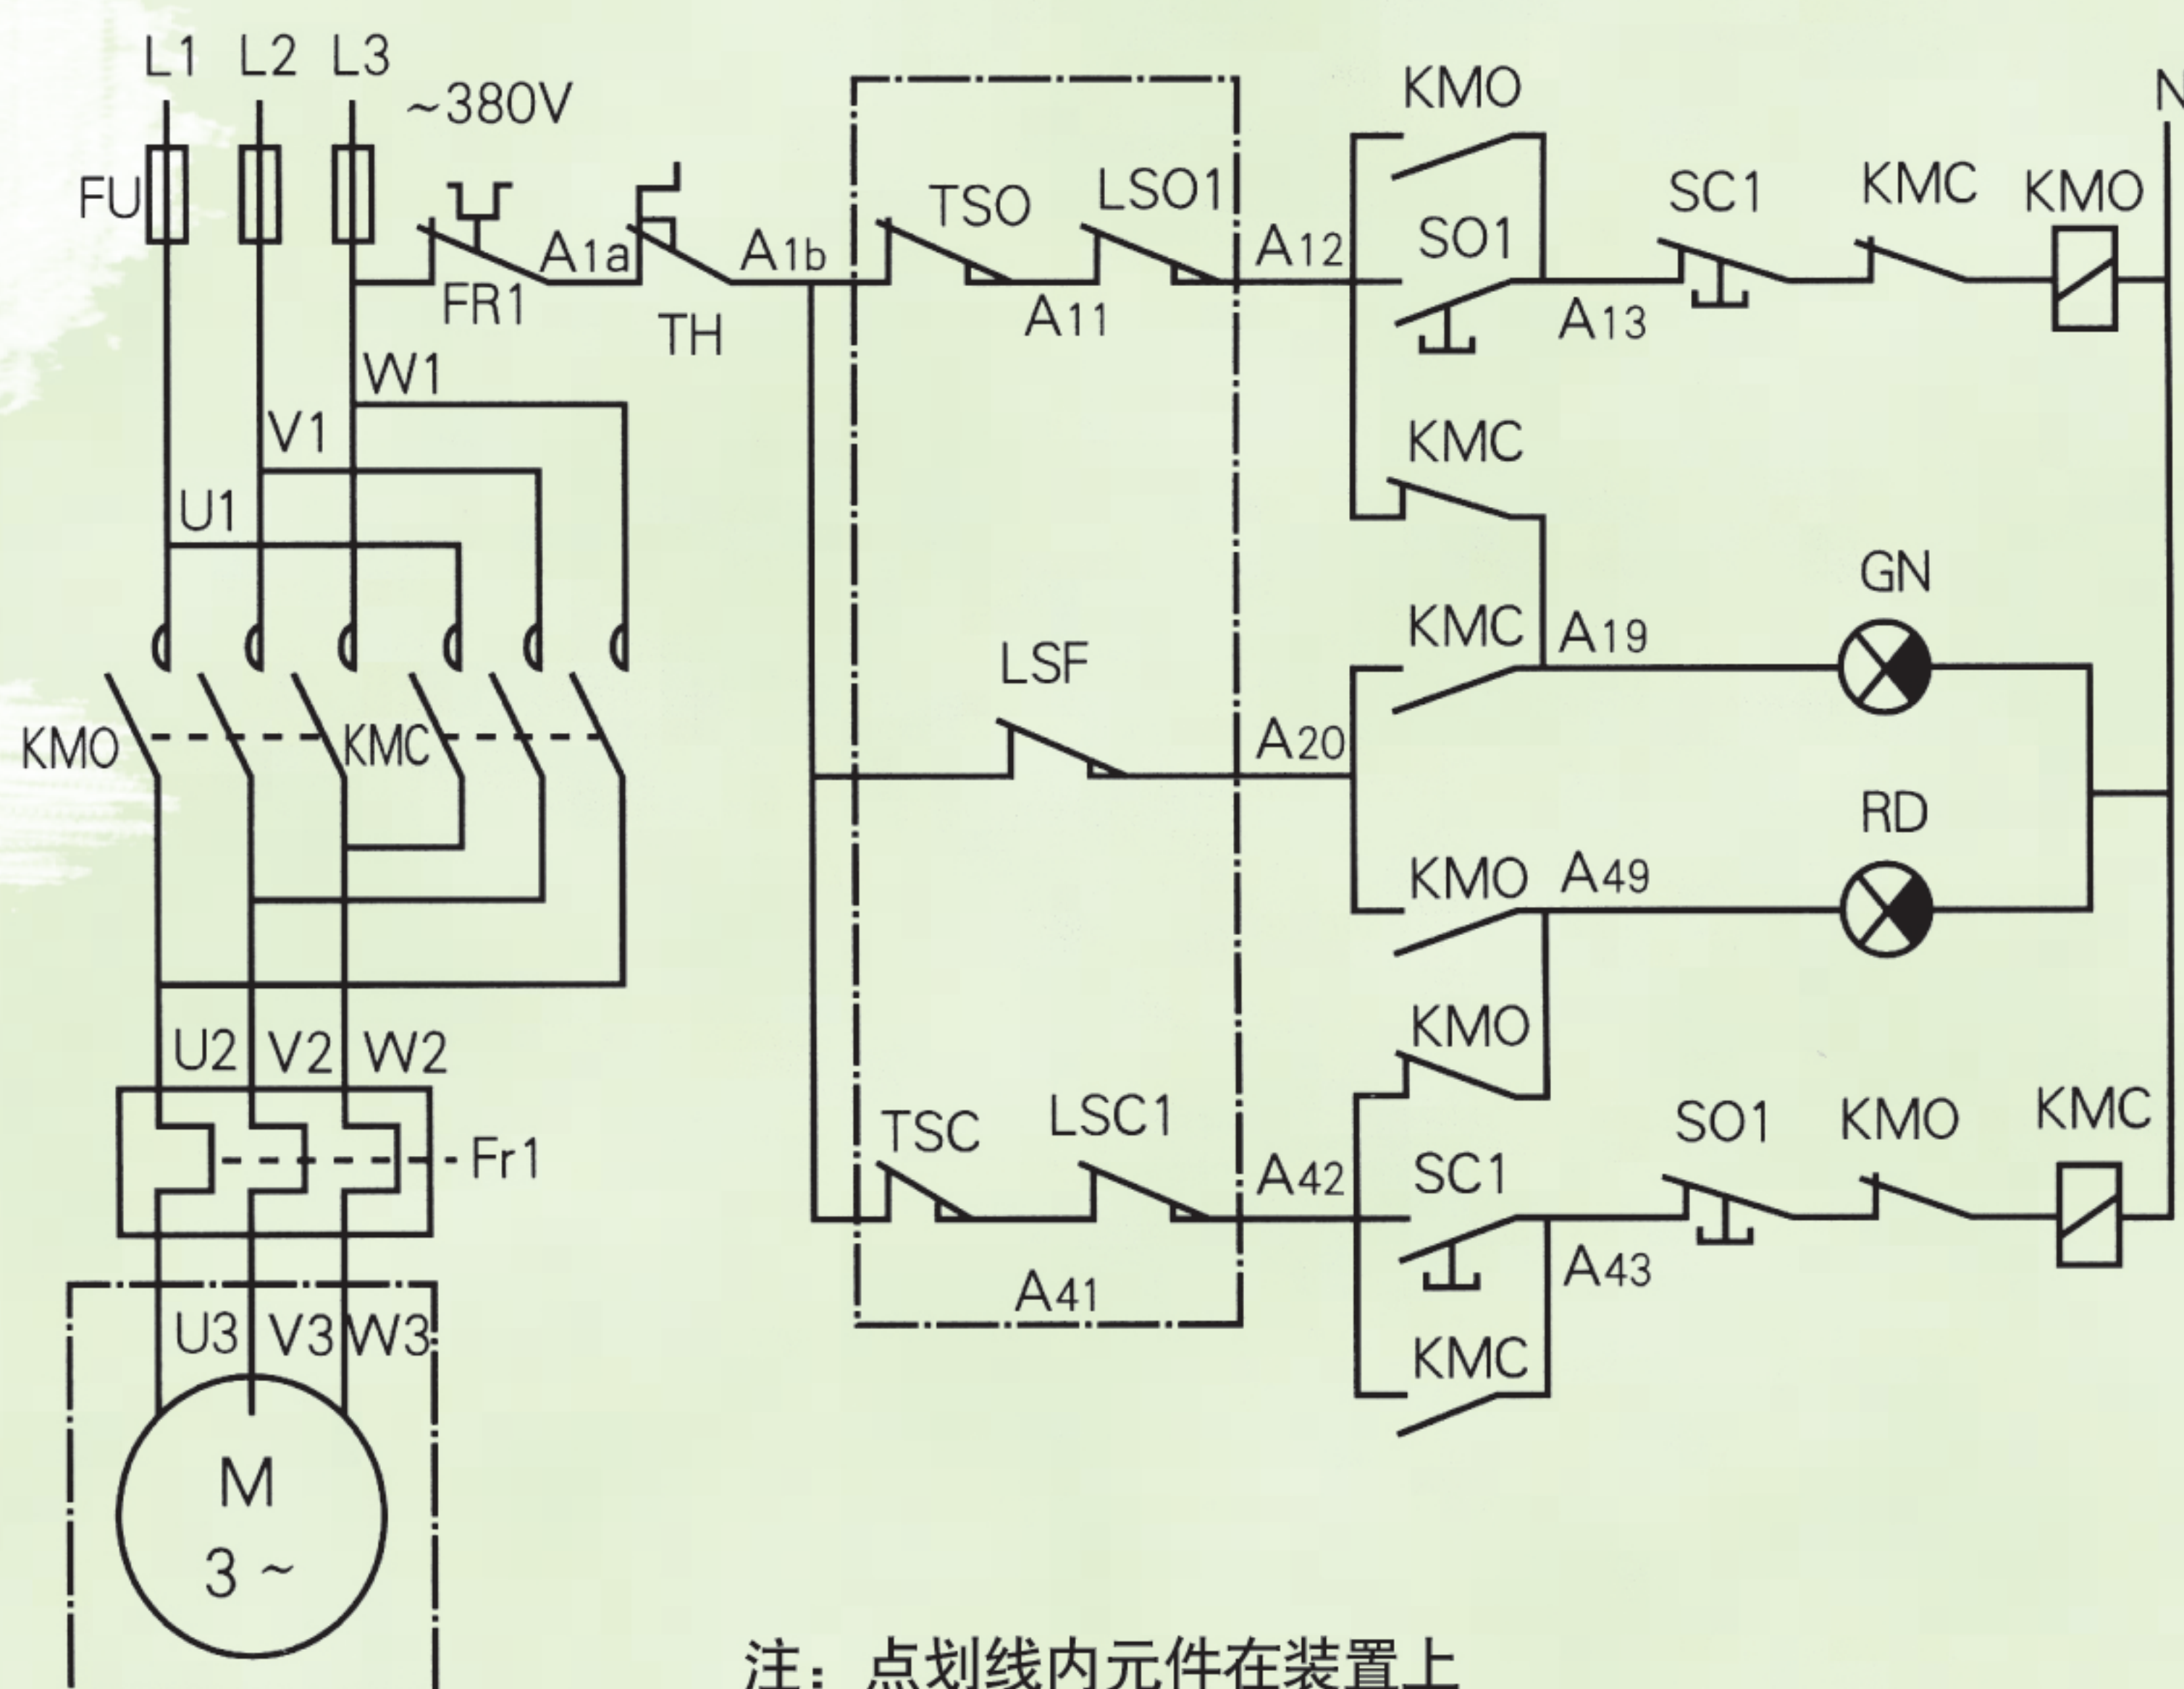 L1 L2 L3
~380V
FU
FR1
A1a
TH
A1b
TSO
LSO1
A11
A12
KMO
SO1
A13
SC1
KMC
KMO
N
W1
V1
U1
KMC
KMC
A19
GN
LSF
A20
KMO
KMC
RD
KMO
A49
KMO
U2 V2 W2
Fr1
TSC
LSC1
A41
A42
SC1
A43
SO1
KMO
KMC
KMC
U3 V3 W3
M
3 ~
注：点划线内元件在装置上